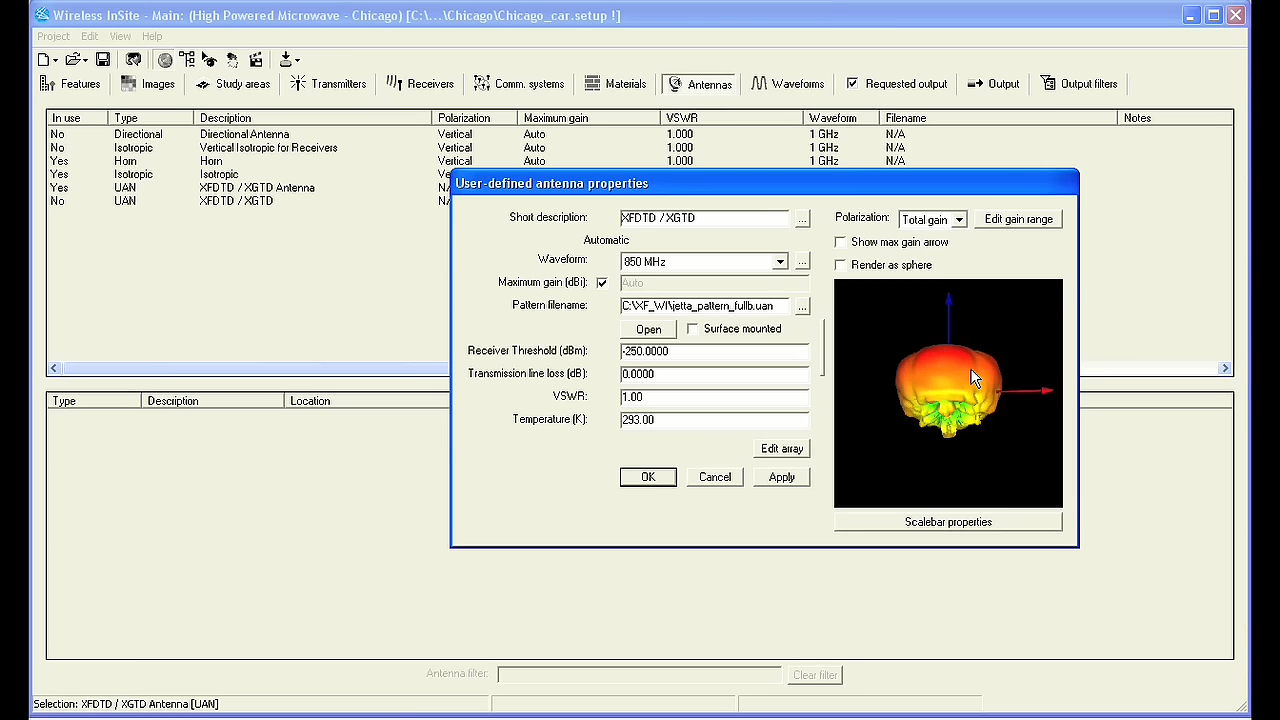 Wireless InSite - Main: (High Powered Microwave - Chicago) [C:\...\Chicago\Chicago_car.setup !]
Project Edit View Help
Features Images Study areas Transmitters Receivers Comm. systems Materials Antennas Waveforms Requested output Output Output filters
In use Type Description Polarization Maximum gain VSWR Waveform Filename Notes
No Directional Directional Antenna Vertical Auto 1.000 1 GHz N/A
No Isotropic Vertical Isotropic for Receivers Vertical Auto 1.000 1 GHz N/A
Yes Horn Horn Vertical Auto 1.000 1 GHz N/A
Yes Isotropic Isotropic
Yes UAN XFDTD / XGTD Antenna
No UAN XFDTD / XGTD
User-defined antenna properties
Short description: XFDTD / XGTD ...
Automatic
Waveform: 850 MHz ...
Maximum gain (dBi): Auto
Pattern filename: C:\XF_WI\jetta_pattern_fullb.uan ...
Open Surface mounted
Receiver Threshold (dBm): -250.0000
Transmission line loss (dB): 0.0000
VSWR: 1.00
Temperature (K): 293.00
Edit array
OK Cancel Apply
Polarization: Total gain Edit gain range
Show max gain arrow
Render as sphere
Scalebar properties
Type Description Location
Antenna filter: Clear filter
Selection: XFDTD / XGTD Antenna [UAN]